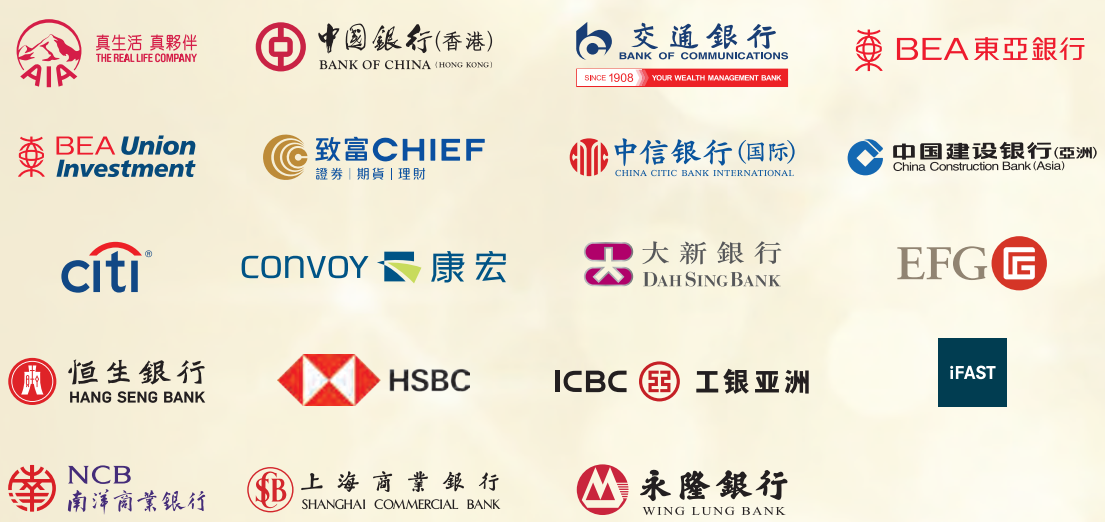 AIA
真生活 真夥伴
THE REAL LIFE COMPANY
中國銀行(香港)
BANK OF CHINA (HONG KONG)
交通銀行
BANK OF COMMUNICATIONS
SINCE 1908 YOUR WEALTH MANAGEMENT BANK
BEA東亞銀行
BEA Union
Investment
致富CHIEF
證券 | 期貨 | 理財
中信银行(国际)
CHINA CITIC BANK INTERNATIONAL
中国建设银行(亞洲)
China Construction Bank (Asia)
citi®
CONVOY 康宏
大新銀行
DAH SING BANK
EFG
恒生銀行
HANG SENG BANK
HSBC
ICBC 工银亚洲
iFAST
NCB
南洋商業銀行
SCB
上海商業銀行
SHANGHAI COMMERCIAL BANK
永隆銀行
WING LUNG BANK